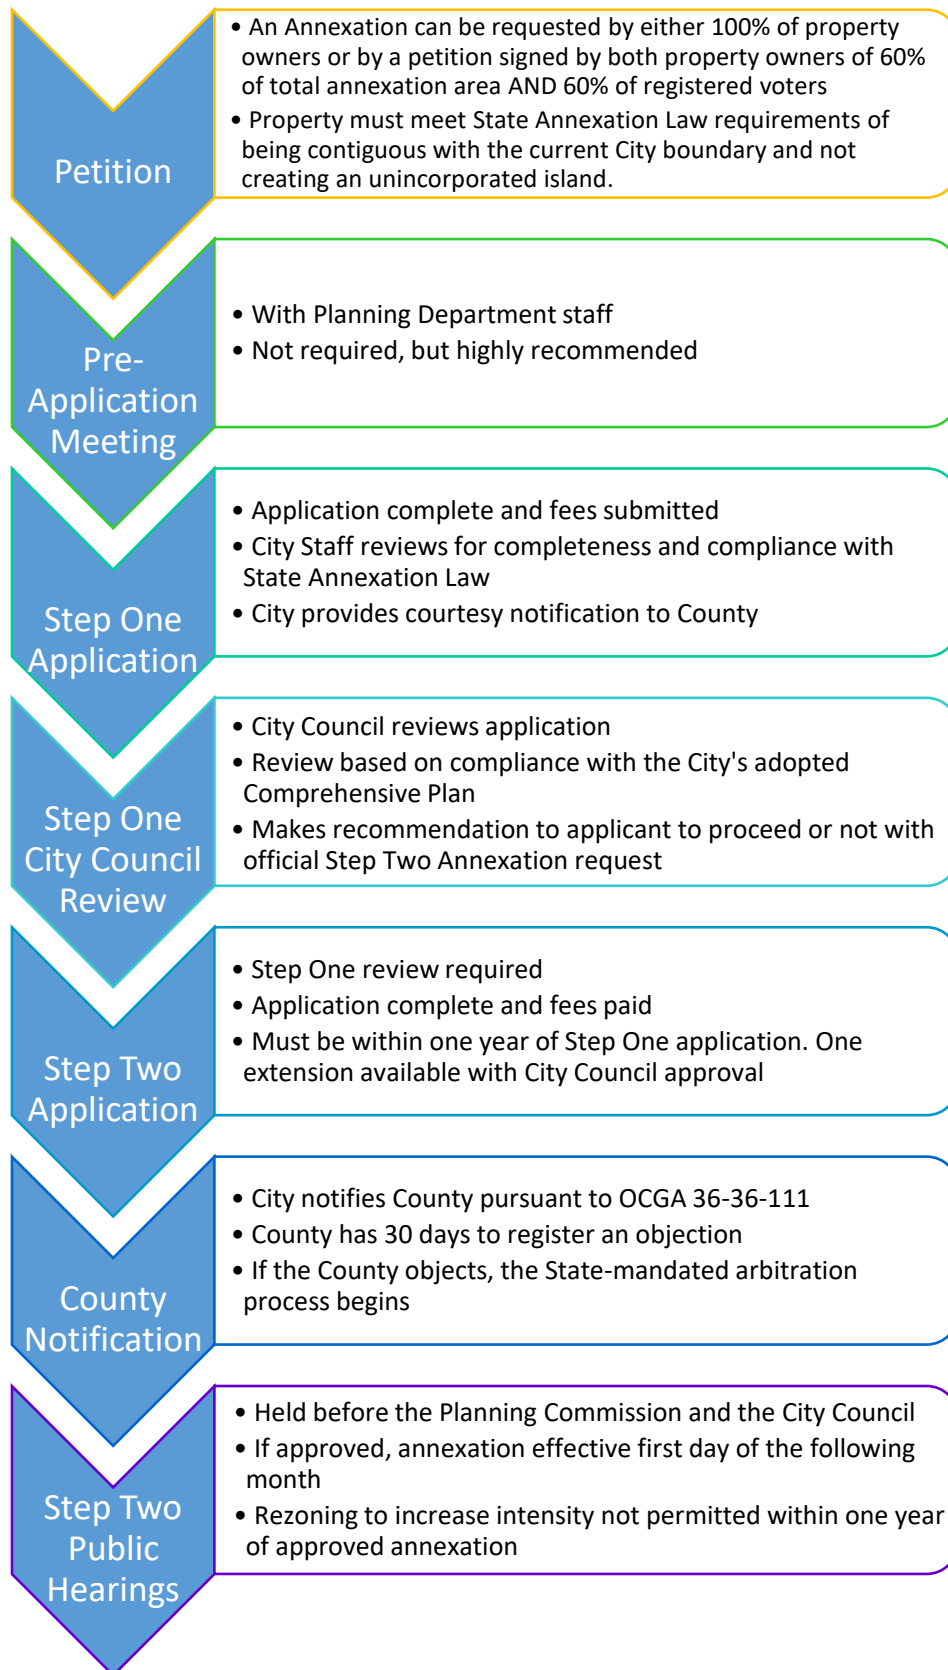 Petition
• An Annexation can be requested by either 100% of property
owners or by a petition signed by both property owners of 60%
of total annexation area AND 60% of registered voters
• Property must meet State Annexation Law requirements of
being contiguous with the current City boundary and not
creating an unincorporated island.
Pre-
Application
Meeting
• With Planning Department staff
• Not required, but highly recommended
Step One
Application
• Application complete and fees submitted
• City Staff reviews for completeness and compliance with
State Annexation Law
• City provides courtesy notification to County
Step One
City Council
Review
• City Council reviews application
• Review based on compliance with the City's adopted
Comprehensive Plan
• Makes recommendation to applicant to proceed or not with
official Step Two Annexation request
Step Two
Application
• Step One review required
• Application complete and fees paid
• Must be within one year of Step One application. One
extension available with City Council approval
County
Notification
• City notifies County pursuant to OCGA 36-36-111
• County has 30 days to register an objection
• If the County objects, the State-mandated arbitration
process begins
Step Two
Public
Hearings
• Held before the Planning Commission and the City Council
• If approved, annexation effective first day of the following
month
• Rezoning to increase intensity not permitted within one year
of approved annexation